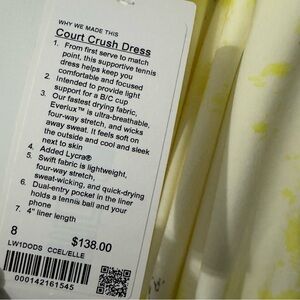 WHY WE MADE THIS
Court Crush Dress
1. From first serve to match
point, this supportive tennis
dress helps keep you
comfortable and focused
2. Intended to provide light
support for a B/C cup
3. Our fastest drying fabric,
Everlux™ is ultra-breathable,
four-way stretch, and wicks
away sweat. It feels soft on
the outside and cool and sleek
next to skin
4. Added Lycra®
5. Swift fabric is lightweight,
four-way stretch,
sweat-wicking, and quick-drying
6. Dual-entry pocket in the liner
holds a tennis ball and your
phone
7. 4" liner length
8 $138.00
LW1DODS CCEL/ELLE
000142161545